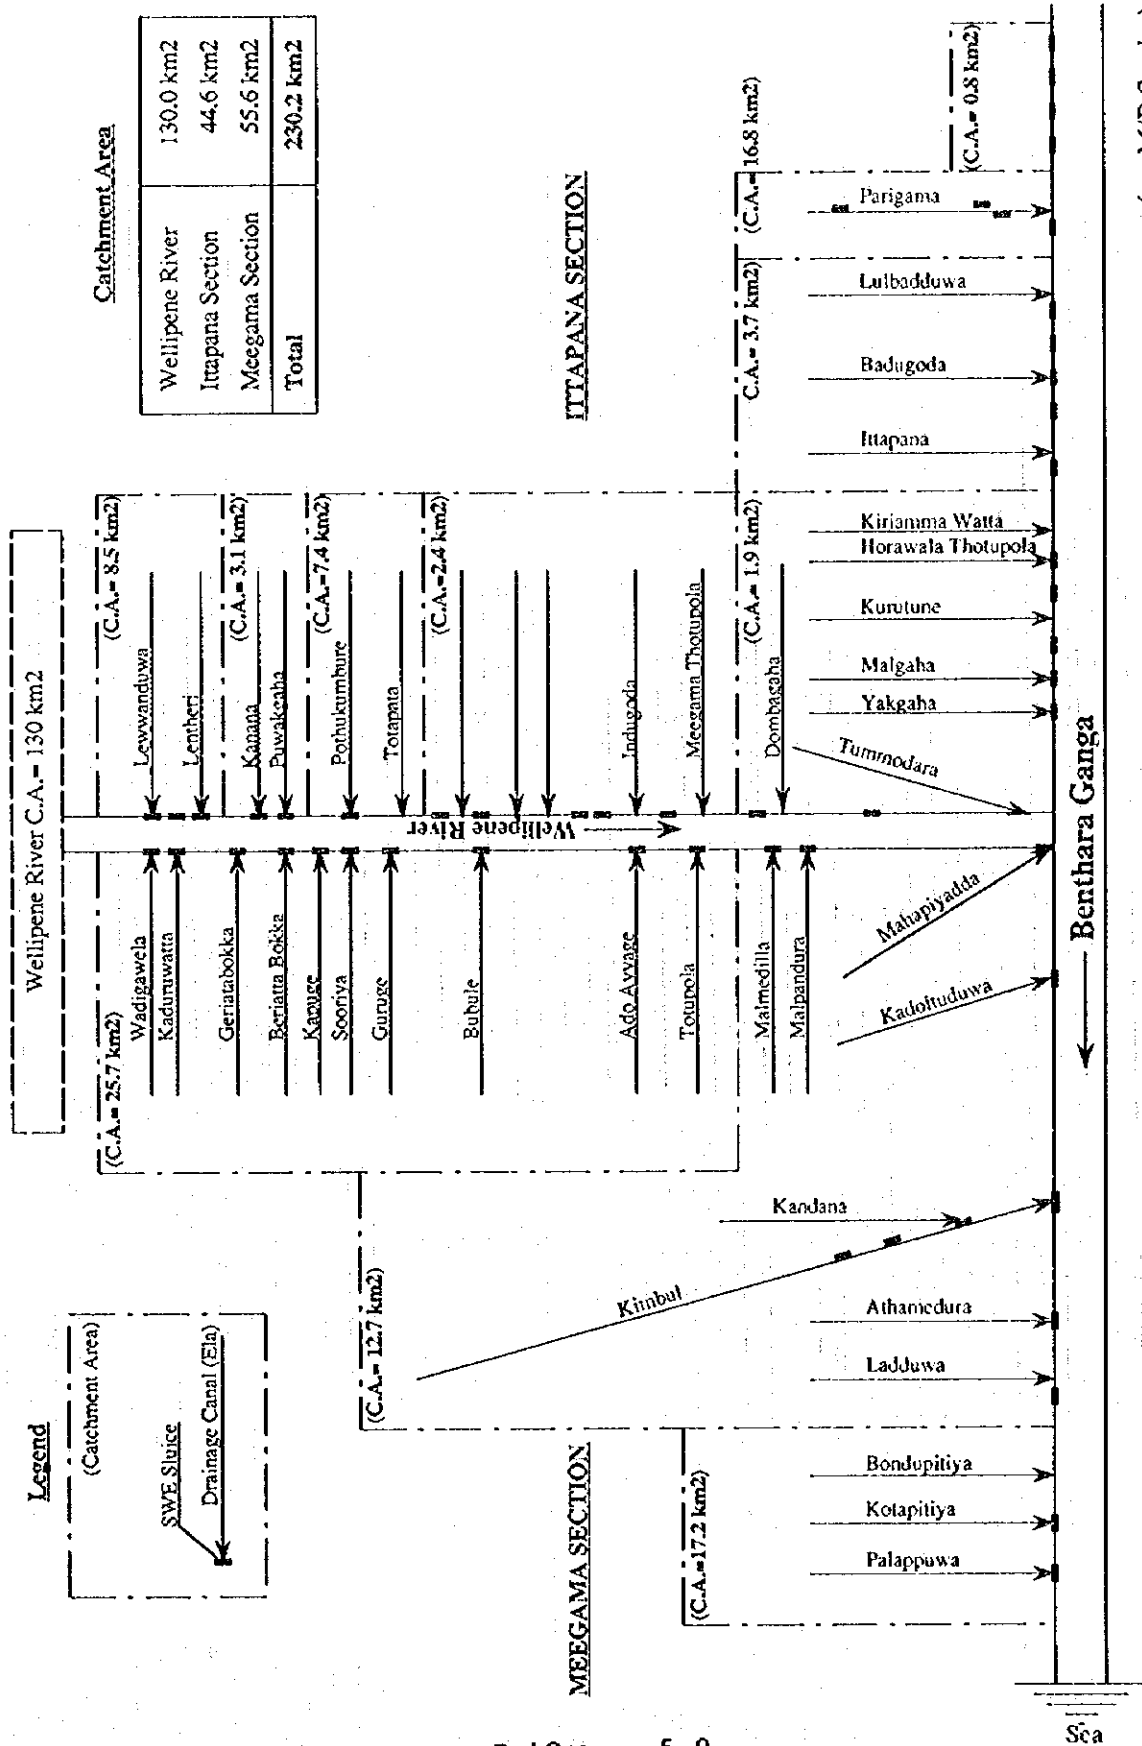 Wellipene River C.A.= 130 km2
Catchment Area
Wellipene River 130.0 km2
Ittapana Section 44.6 km2
Meegama Section 55.6 km2
Total 230.2 km2
Legend
(Catchment Area)
SWE Sluice
Drainage Canal (Ela)
MEEGAMA SECTION
ITTAPANA SECTION
(C.A.= 25.7 km2)
Wadigawela
Kaduruwatta
Geriatabokka
Beriatta Bokka
Kapuge
Sooriya
Guruge
Bubule
Ado Avvage
Totupola
Malmedilla
Malpandura
Mahapiyadda
Kadoltuduwa
(C.A.= 8.5 km2)
Lewwanduwa
Lentheri
(C.A.= 3.1 km2)
Kanana
Puwakgaha
(C.A.=7.4 km2)
Pothukumbure
Totapata
(C.A.=2.4 km2)
Indugoda
Meegama Thotupola
(C.A.= 1.9 km2)
Dombagaha
Tummodara
Wellipene River
(C.A.= 12.7 km2)
Kimbul
Kandana
Athamedura
Ladduwa
(C.A.=17.2 km2)
Bondupitiya
Kotapitiya
Palappuwa
Yakgaha
Malgaha
Kurutune
Horawala Thotupola
Kiriamma Watta
C.A.= 3.7 km2)
Ittapana
Badugoda
Lulbadduwa
(C.A.= 16.8 km2)
Parigama
(C.A.= 0.8 km2)
Benthara Ganga
Sea